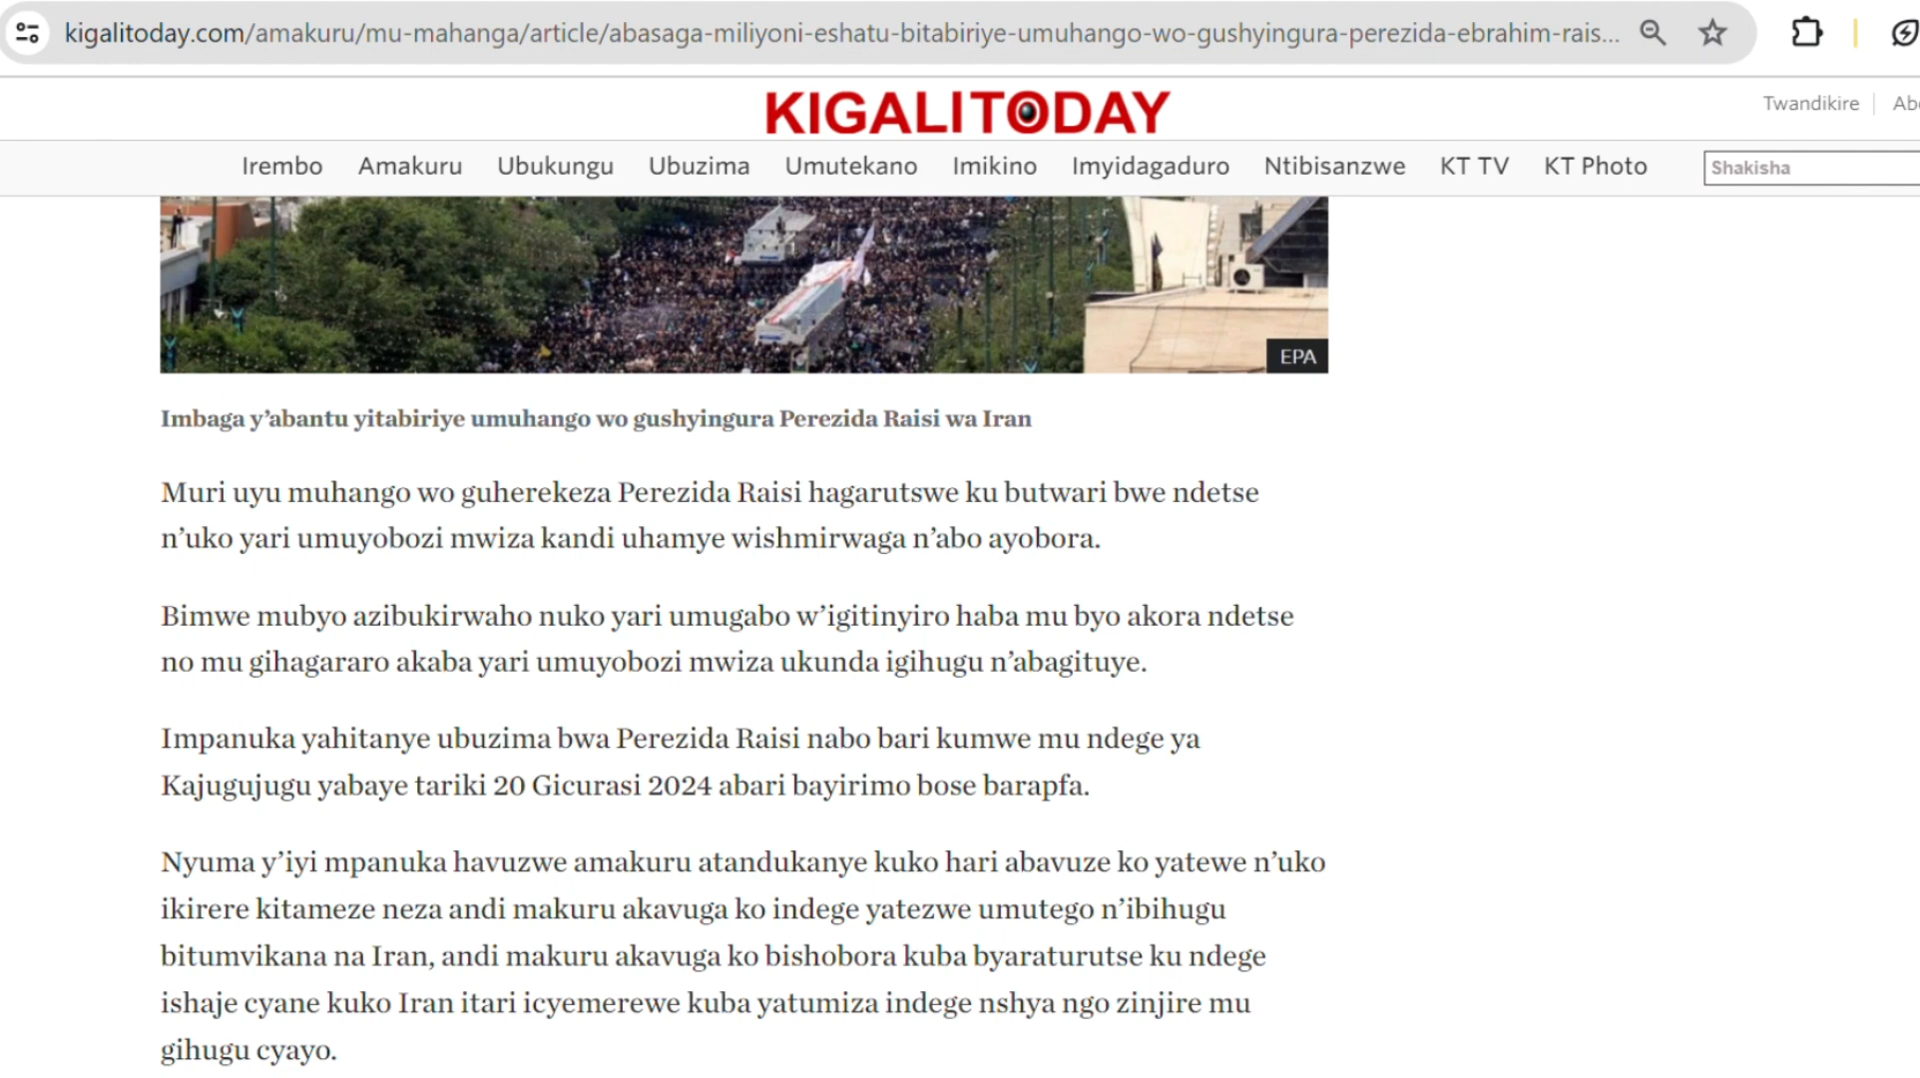 kigalitoday.com/amakuru/mu-mahanga/article/abasaga-miliyoni-eshatu-bitabiriye-umuhango-wo-gushyingura-perezida-ebrahim-rais...
KIGALITODAY
Twandikire
Irembo Amakuru Ubukungu Ubuzima Umutekano Imikino Imyidagaduro Ntibisanzwe KT TV KT Photo Shakisha
EPA
Imbaga y’abantu yitabiriye umuhango wo gushyingura Perezida Raisi wa Iran
Muri uyu muhango wo guherekeza Perezida Raisi hagarutswe ku butwari bwe ndetse
n’uko yari umuyobozi mwiza kandi uhamye wishmirwaga n’abo ayobora.
Bimwe mubyo azibukirwaho nuko yari umugabo w’igitinyiro haba mu byo akora ndetse
no mu gihagararo akaba yari umuyobozi mwiza ukunda igihugu n’abagituye.
Impanuka yahitanye ubuzima bwa Perezida Raisi nabo bari kumwe mu ndege ya
Kajugujugu yabaye tariki 20 Gicurasi 2024 abari bayirimo bose barapfa.
Nyuma y’iyi mpanuka havuzwe amakuru atandukanye kuko hari abavuze ko yatewe n’uko
ikirere kitameze neza andi makuru akavuga ko indege yatezwe umutego n’ibihugu
bitumvikana na Iran, andi makuru akavuga ko bishobora kuba byaraturutse ku ndege
ishaje cyane kuko Iran itari icyemerewe kuba yatumiza indege nshya ngo zinjire mu
gihugu cyayo.